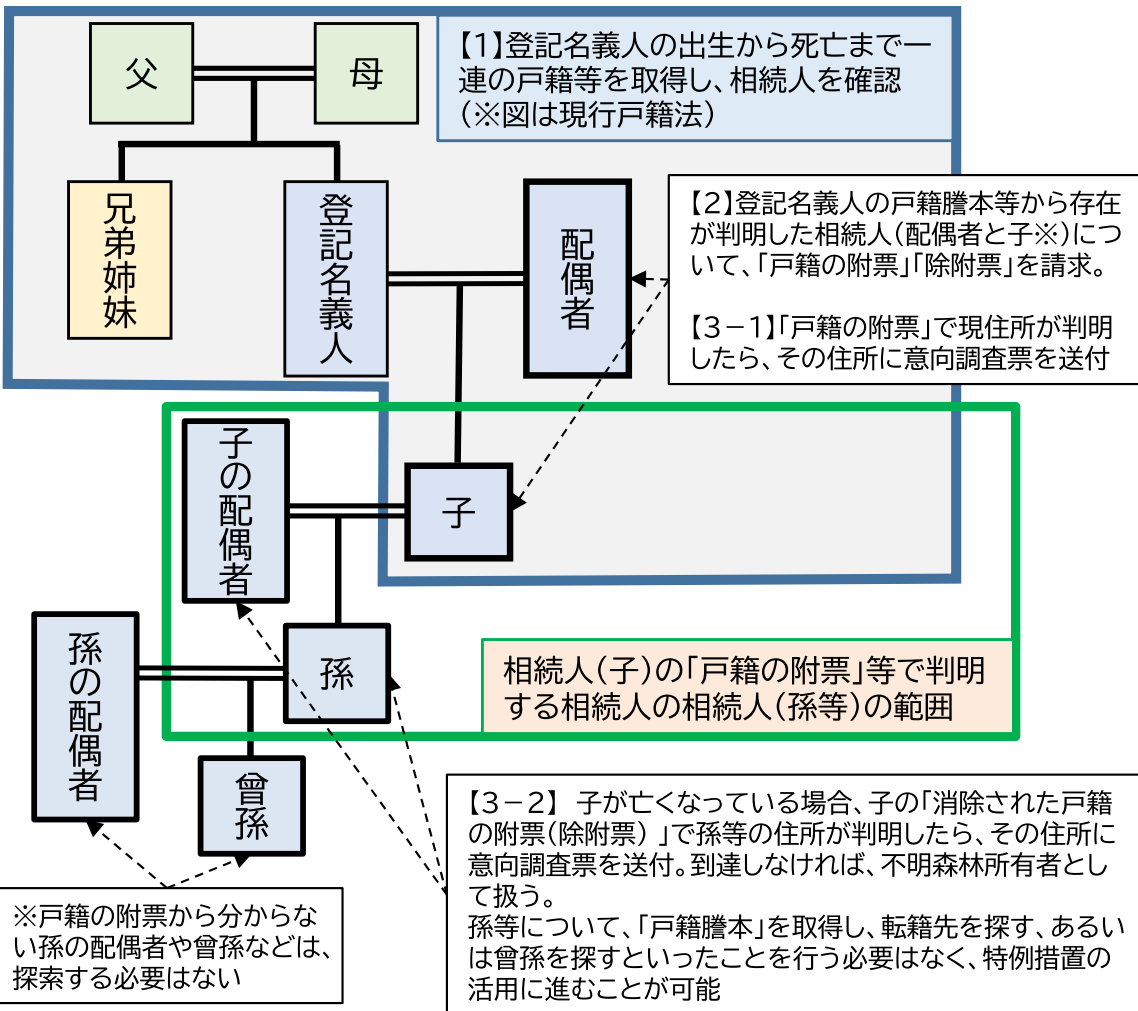 父
母
【１】登記名義人の出生から死亡まで一
連の戸籍等を取得し、相続人を確認
（※図は現行戸籍法）
兄弟姉妹
登記名義人
配偶者
【２】登記名義人の戸籍謄本等から存在
が判明した相続人（配偶者と子※）につ
いて、「戸籍の附票」「除附票」を請求。
【３－１】「戸籍の附票」で現住所が判明
したら、その住所に意向調査票を送付
子の配偶者
子
孫の配偶者
孫
相続人（子）の「戸籍の附票」等で判明
する相続人の相続人（孫等）の範囲
曾孫
【３－２】 子が亡くなっている場合、子の「消除された戸籍
の附票（除附票） 」で孫等の住所が判明したら、その住所に
意向調査票を送付。到達しなければ、不明森林所有者とし
て扱う。
孫等について、「戸籍謄本」を取得し、転籍先を探す、あるい
は曾孫を探すといったことを行う必要はなく、特例措置の
活用に進むことが可能
※戸籍の附票から分からな
い孫の配偶者や曾孫などは、
探索する必要はない